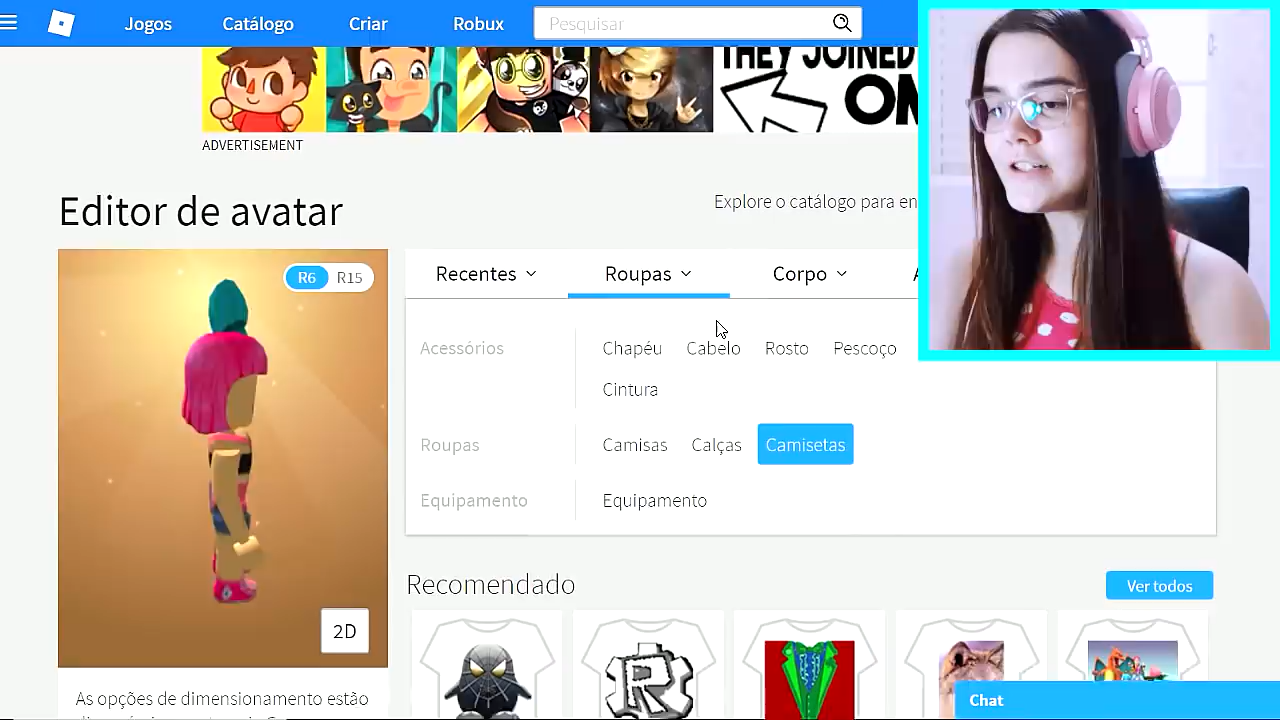 Jogos Catálogo Criar Robux Pesquisar
THEY JOINED
ADVERTISEMENT
Editor de avatar
Explore o catálogo para en
R6 R15
Recentes Roupas Corpo
Acessórios Chapéu Cabelo Rosto Pescoço
Cintura
Roupas Camisas Calças Camisetas
Equipamento Equipamento
Recomendado Ver todos
2D
R
As opções de dimensionamento estão
Chat